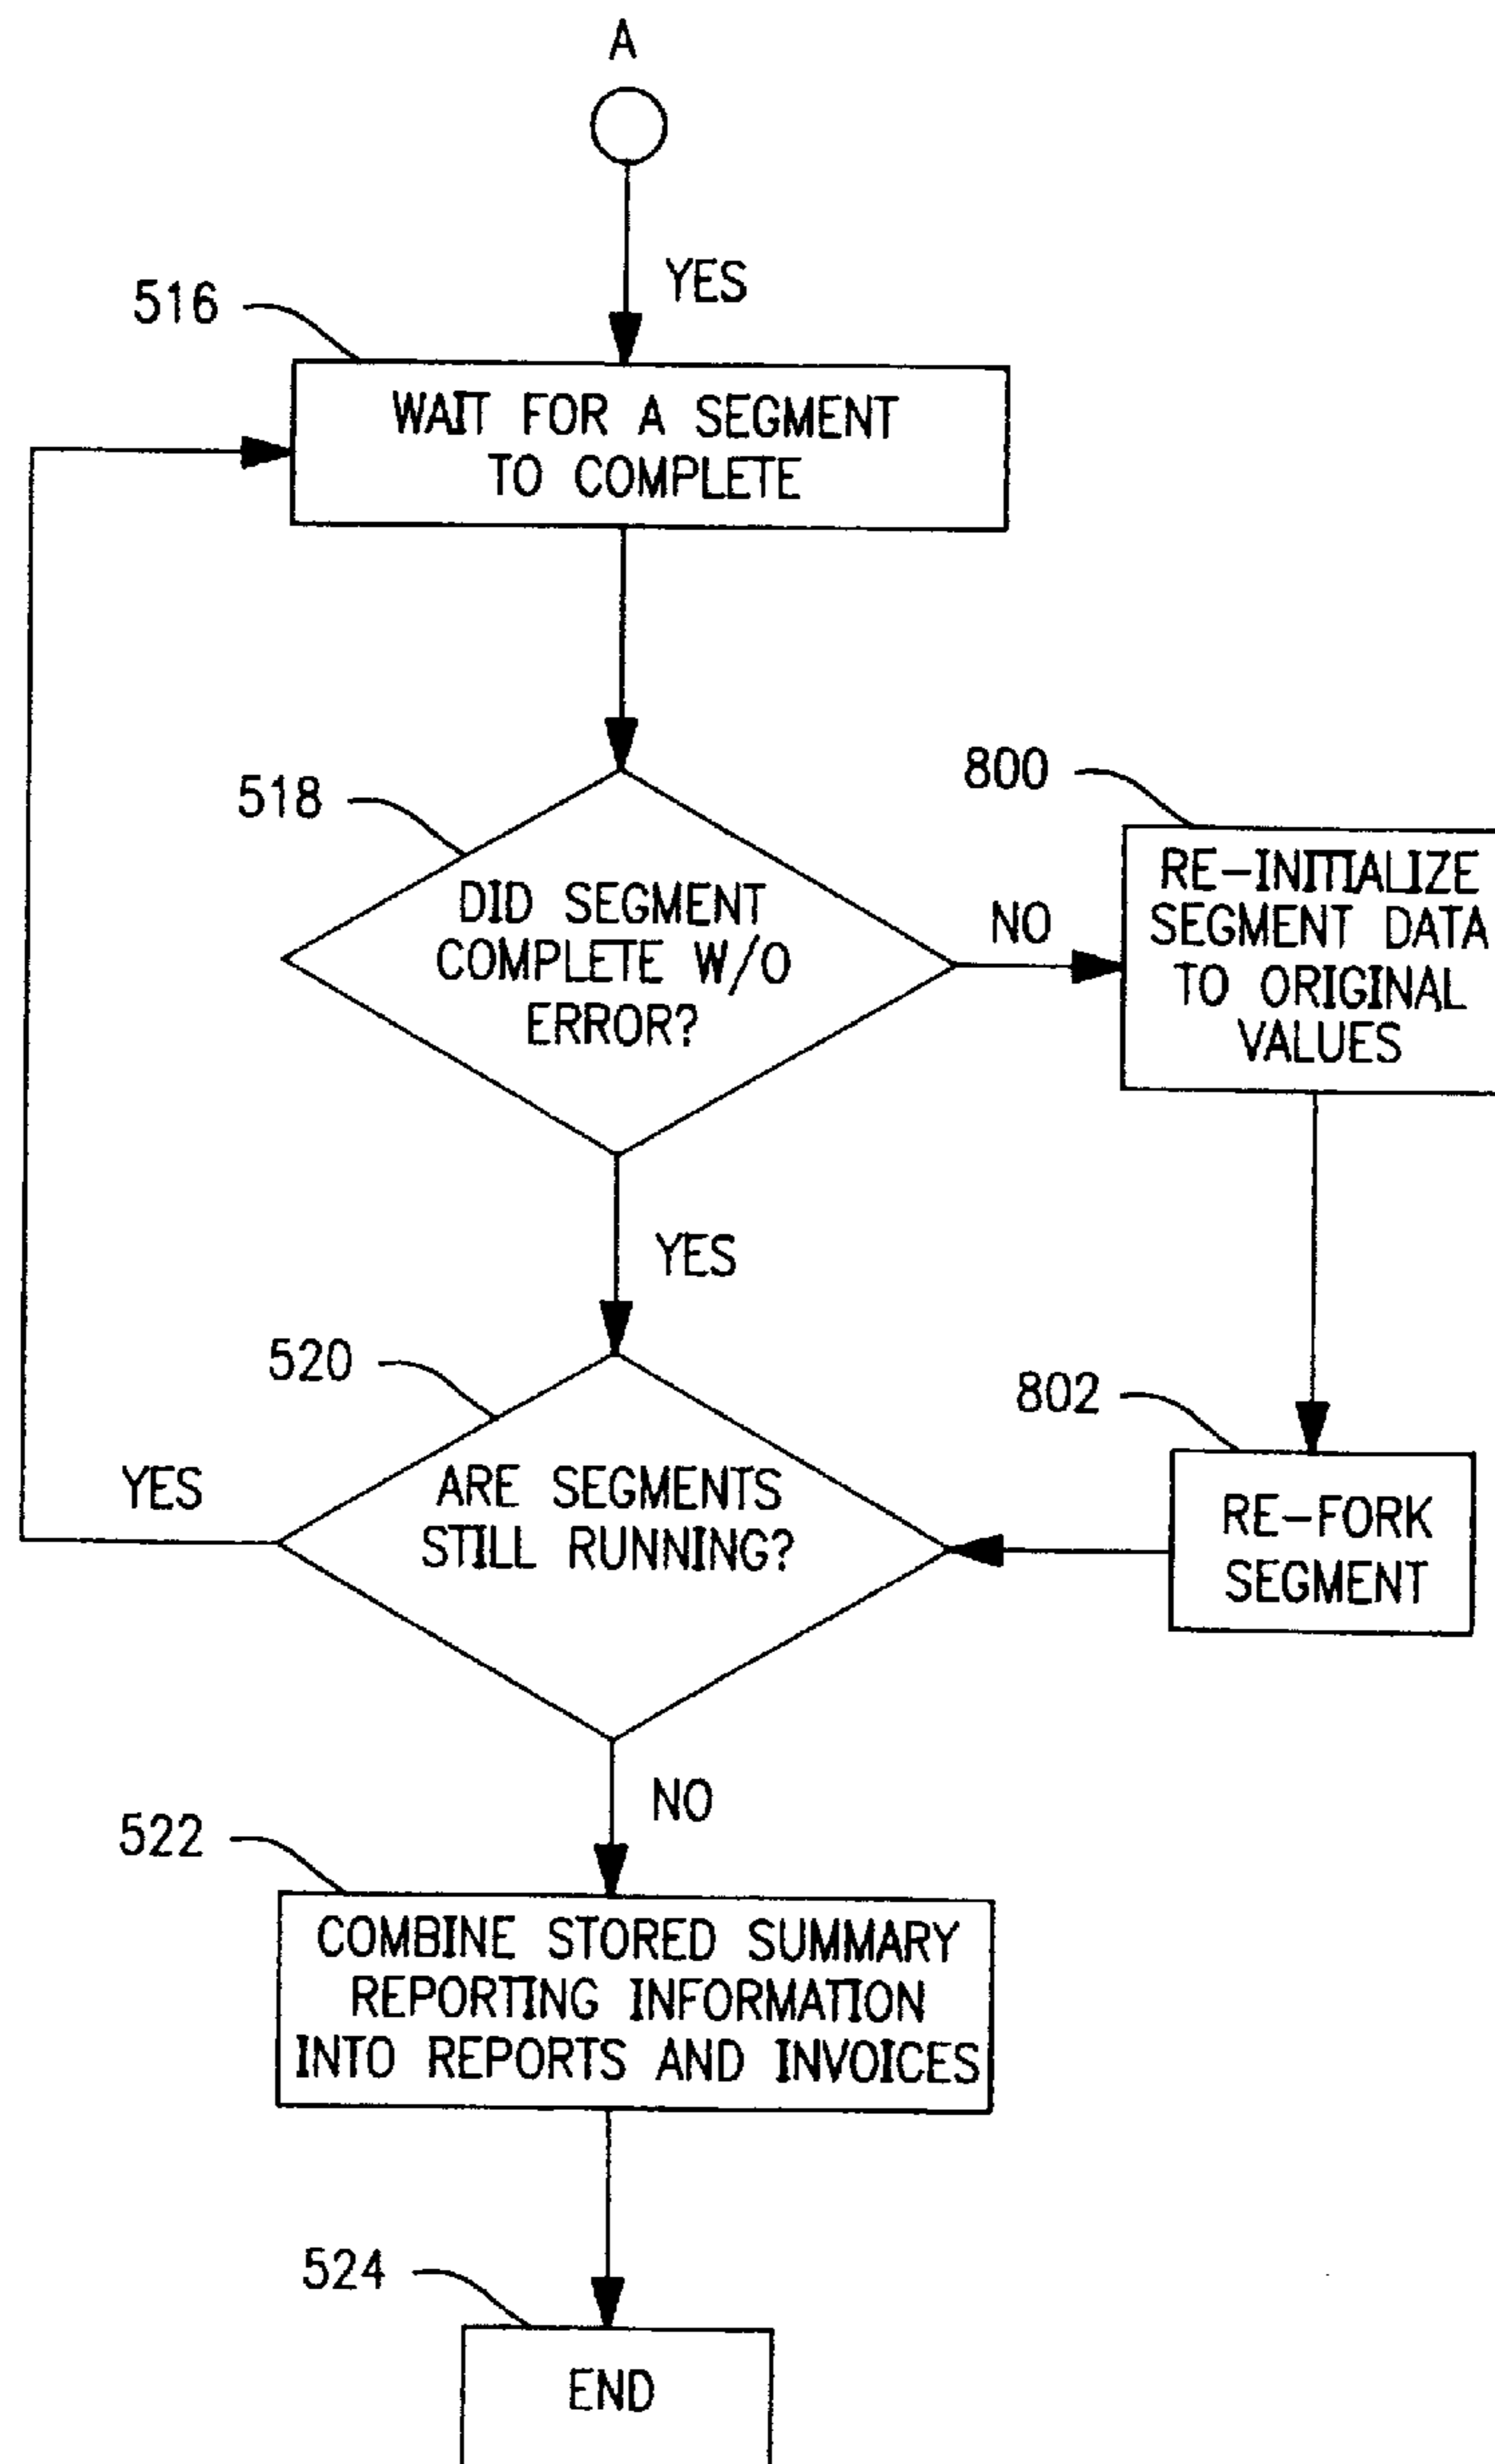 A
YES
516
WAIT FOR A SEGMENT
TO COMPLETE
518
DID SEGMENT
COMPLETE W/O
ERROR?
NO
800
RE-INITIALIZE
SEGMENT DATA
TO ORIGINAL
VALUES
YES
520
ARE SEGMENTS
STILL RUNNING?
YES
802
RE-FORK
SEGMENT
NO
522
COMBINE STORED SUMMARY
REPORTING INFORMATION
INTO REPORTS AND INVOICES
524
END